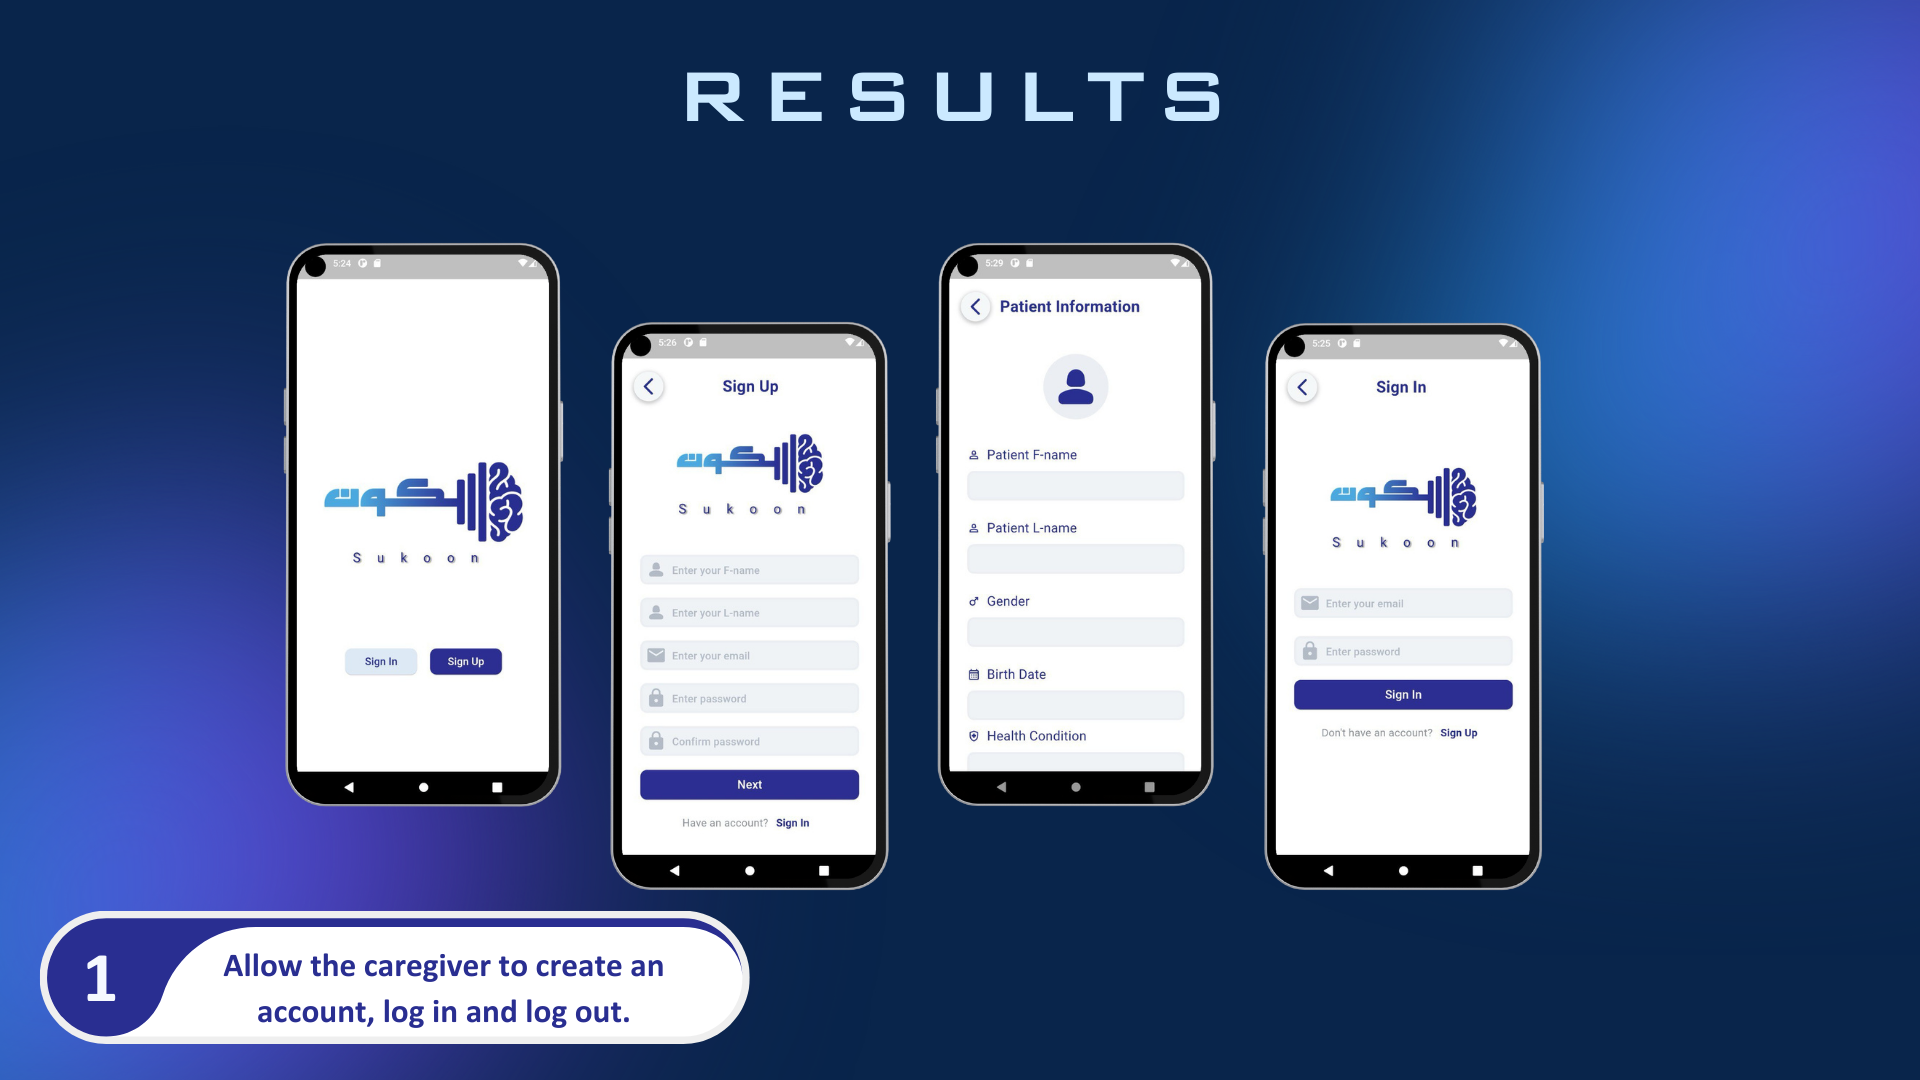 RESULTS
5:24
سكون
Sukoon
Sign In
Sign Up
5:26
Sign Up
سكون
Sukoon
Enter your F-name
Enter your L-name
Enter your email
Enter password
Confirm password
Next
Have an account? Sign In
5:29
Patient Information
Patient F-name
Patient L-name
Gender
Birth Date
Health Condition
5:25
Sign In
سكون
Sukoon
Enter your email
Enter password
Sign In
Don't have an account? Sign Up
1
Allow the caregiver to create an
account, log in and log out.